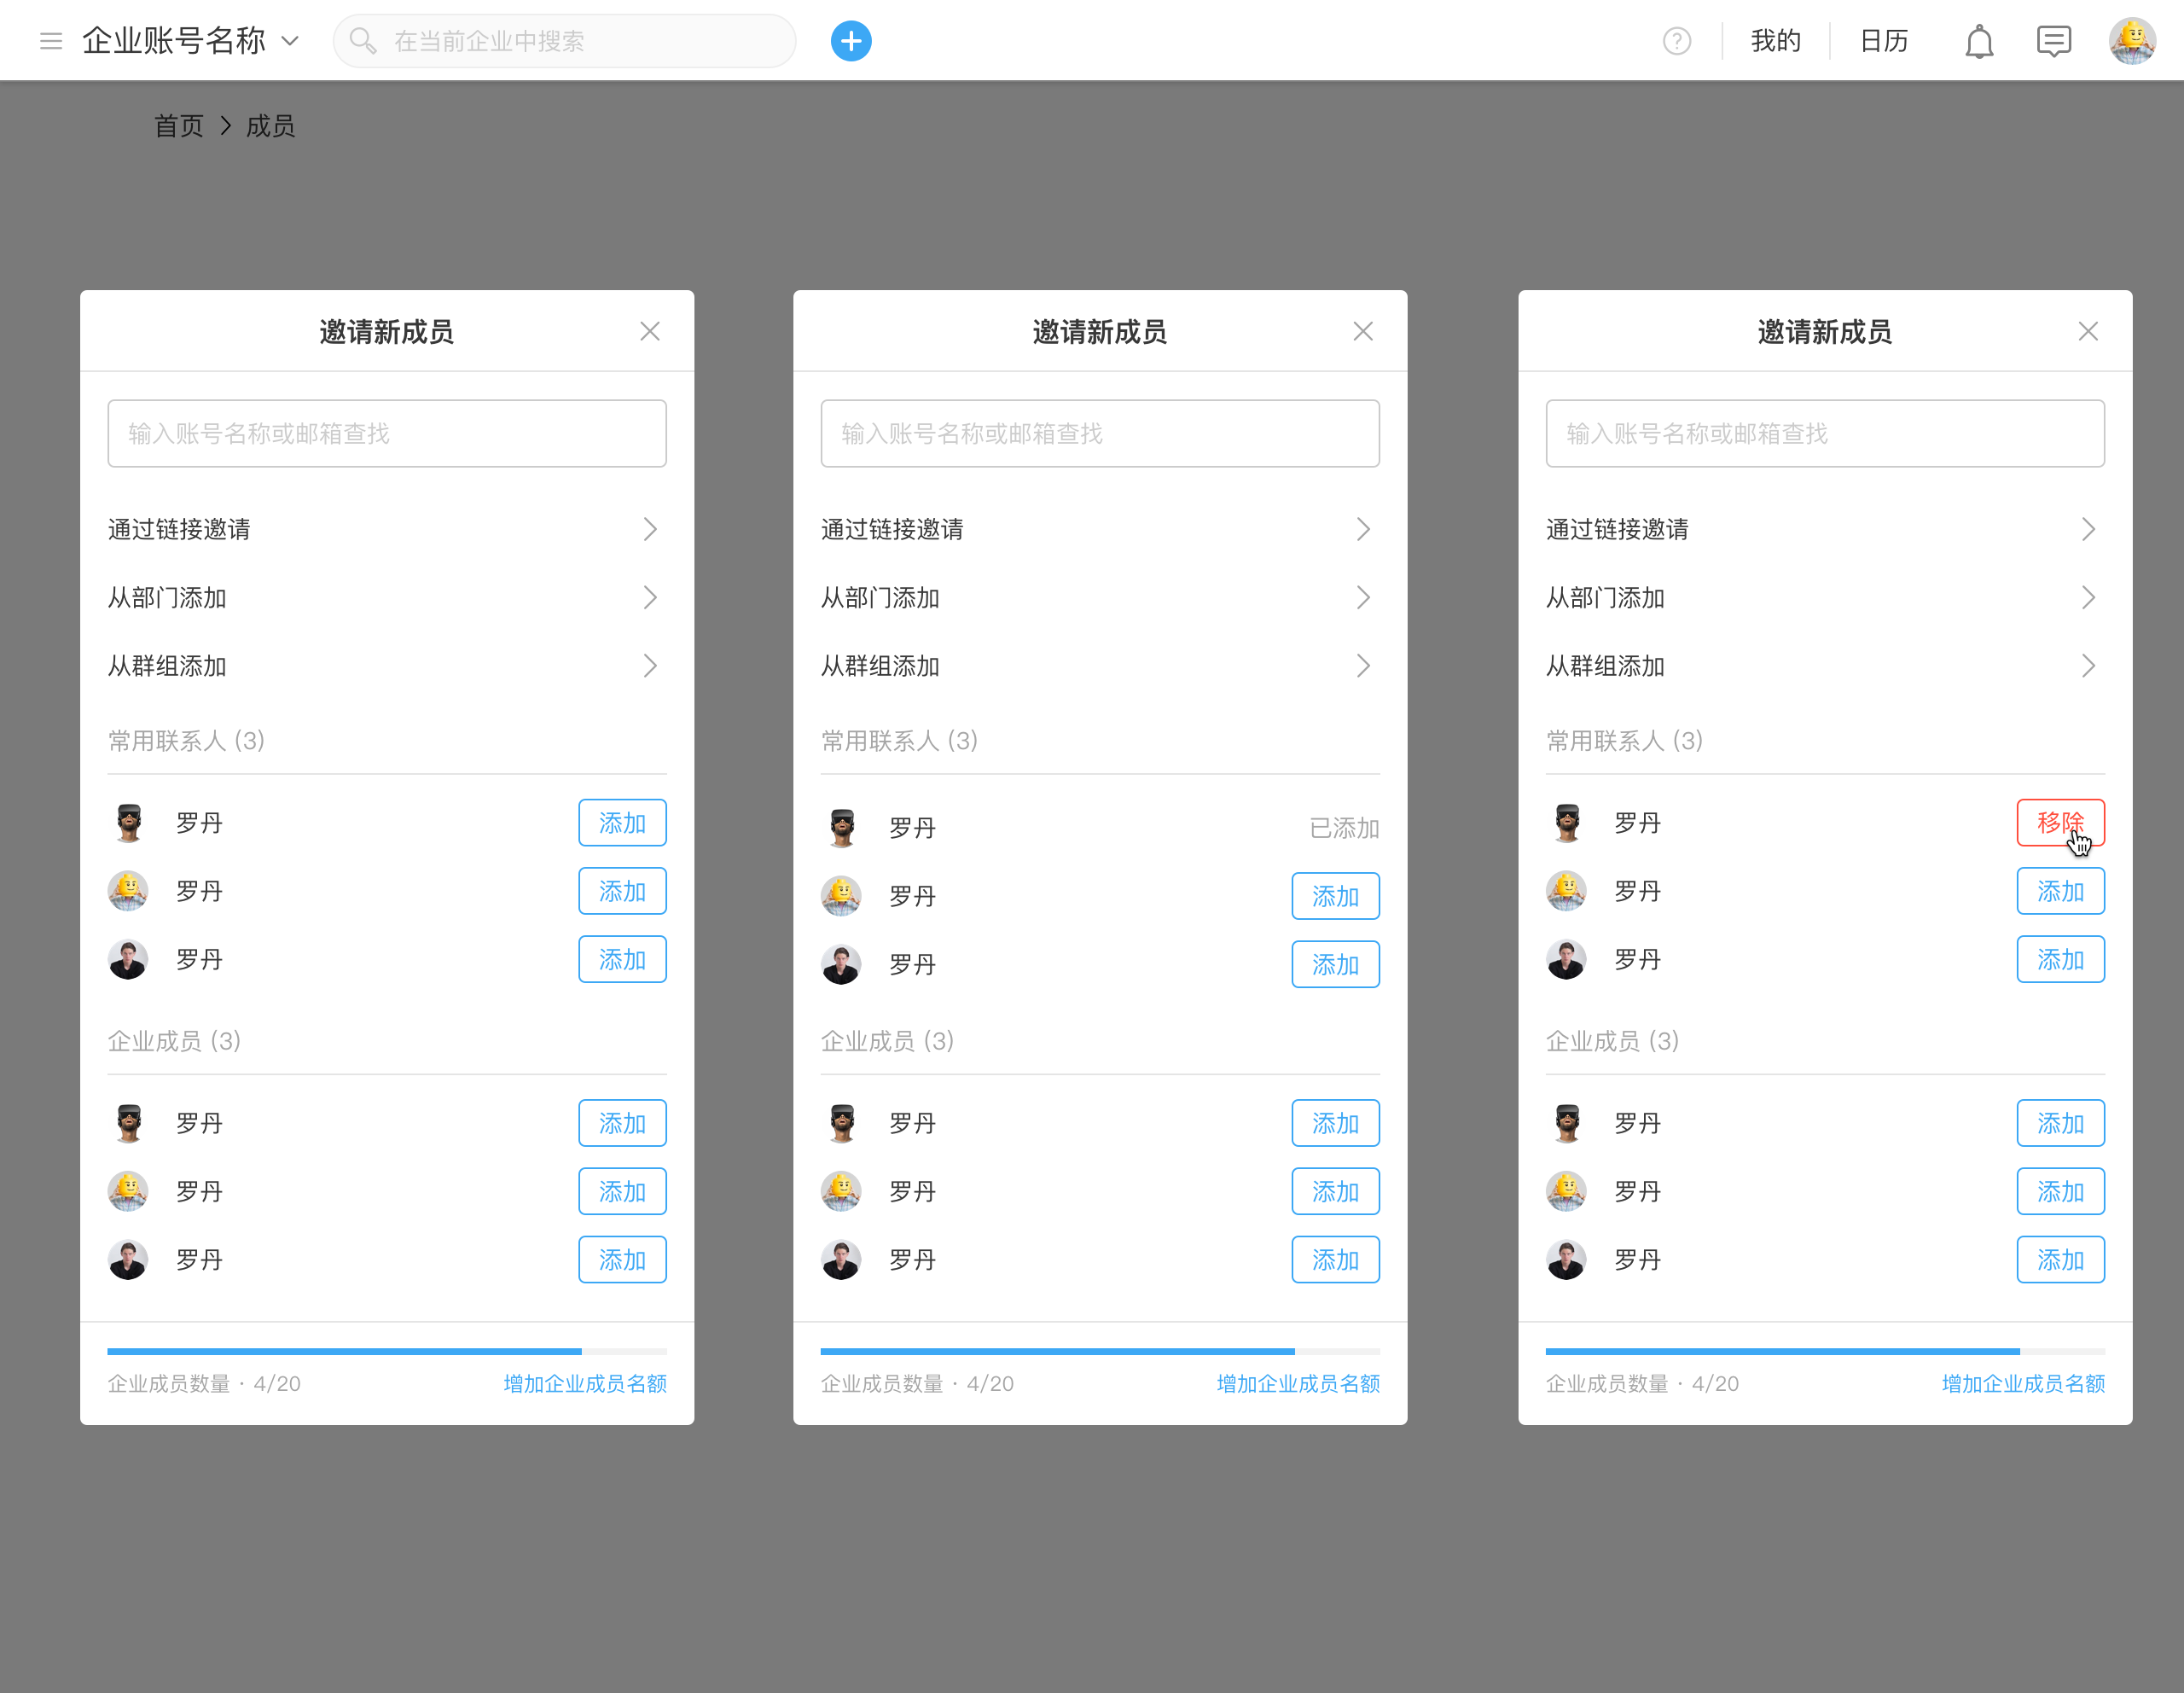 企业账号名称
在当前企业中搜索
?
我的
日历
首页 > 成员
邀请新成员
输入账号名称或邮箱查找
通过链接邀请
从部门添加
从群组添加
常用联系人 (3)
罗丹 添加
罗丹 添加
罗丹 添加
企业成员 (3)
罗丹 添加
罗丹 添加
罗丹 添加
企业成员数量 · 4/20 增加企业成员名额
邀请新成员
输入账号名称或邮箱查找
通过链接邀请
从部门添加
从群组添加
常用联系人 (3)
罗丹 已添加
罗丹 添加
罗丹 添加
企业成员 (3)
罗丹 添加
罗丹 添加
罗丹 添加
企业成员数量 · 4/20 增加企业成员名额
邀请新成员
输入账号名称或邮箱查找
通过链接邀请
从部门添加
从群组添加
常用联系人 (3)
罗丹 移除
罗丹 添加
罗丹 添加
企业成员 (3)
罗丹 添加
罗丹 添加
罗丹 添加
企业成员数量 · 4/20 增加企业成员名额